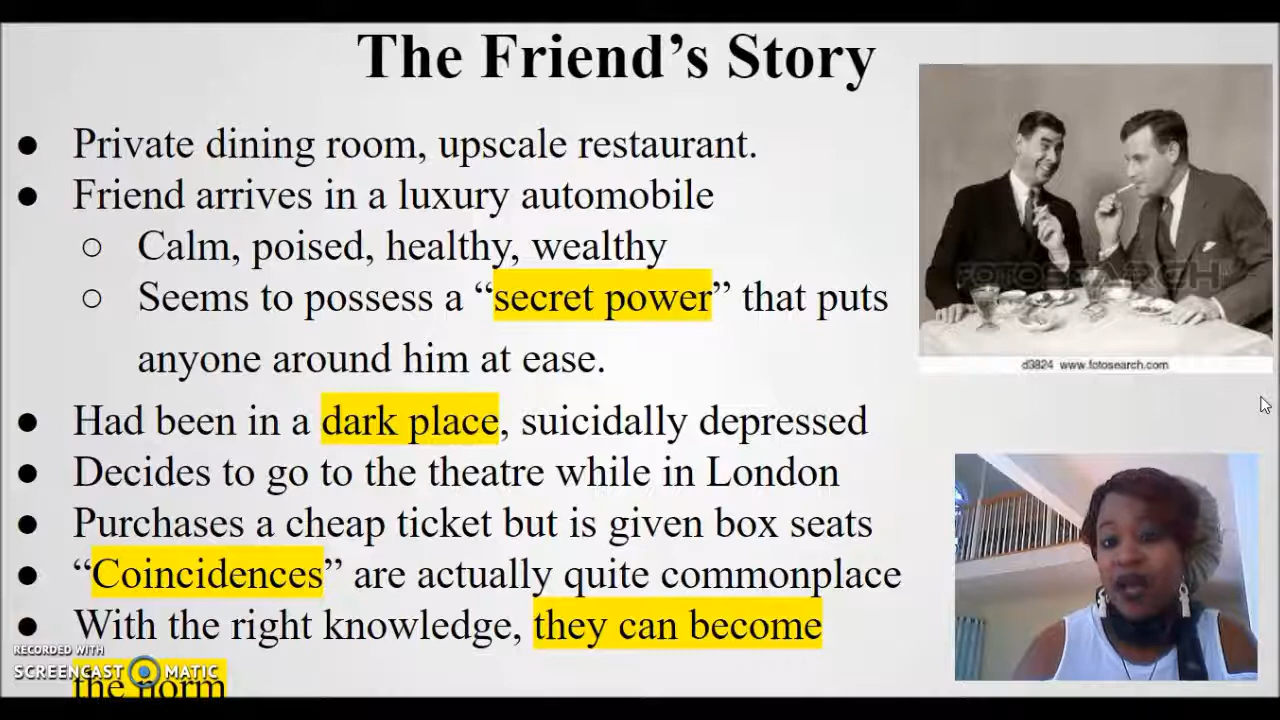 The Friend's Story
● Private dining room, upscale restaurant.
● Friend arrives in a luxury automobile
○ Calm, poised, healthy, wealthy
○ Seems to possess a “secret power” that puts
anyone around him at ease.
● Had been in a dark place, suicidally depressed
● Decides to go to the theatre while in London
● Purchases a cheap ticket but is given box seats
● “Coincidences” are actually quite commonplace
● With the right knowledge, they can become
the norm
FOTOSEARCH
d3824 www.fotosearch.com
RECORDED WITH
SCREENCAST MATIC